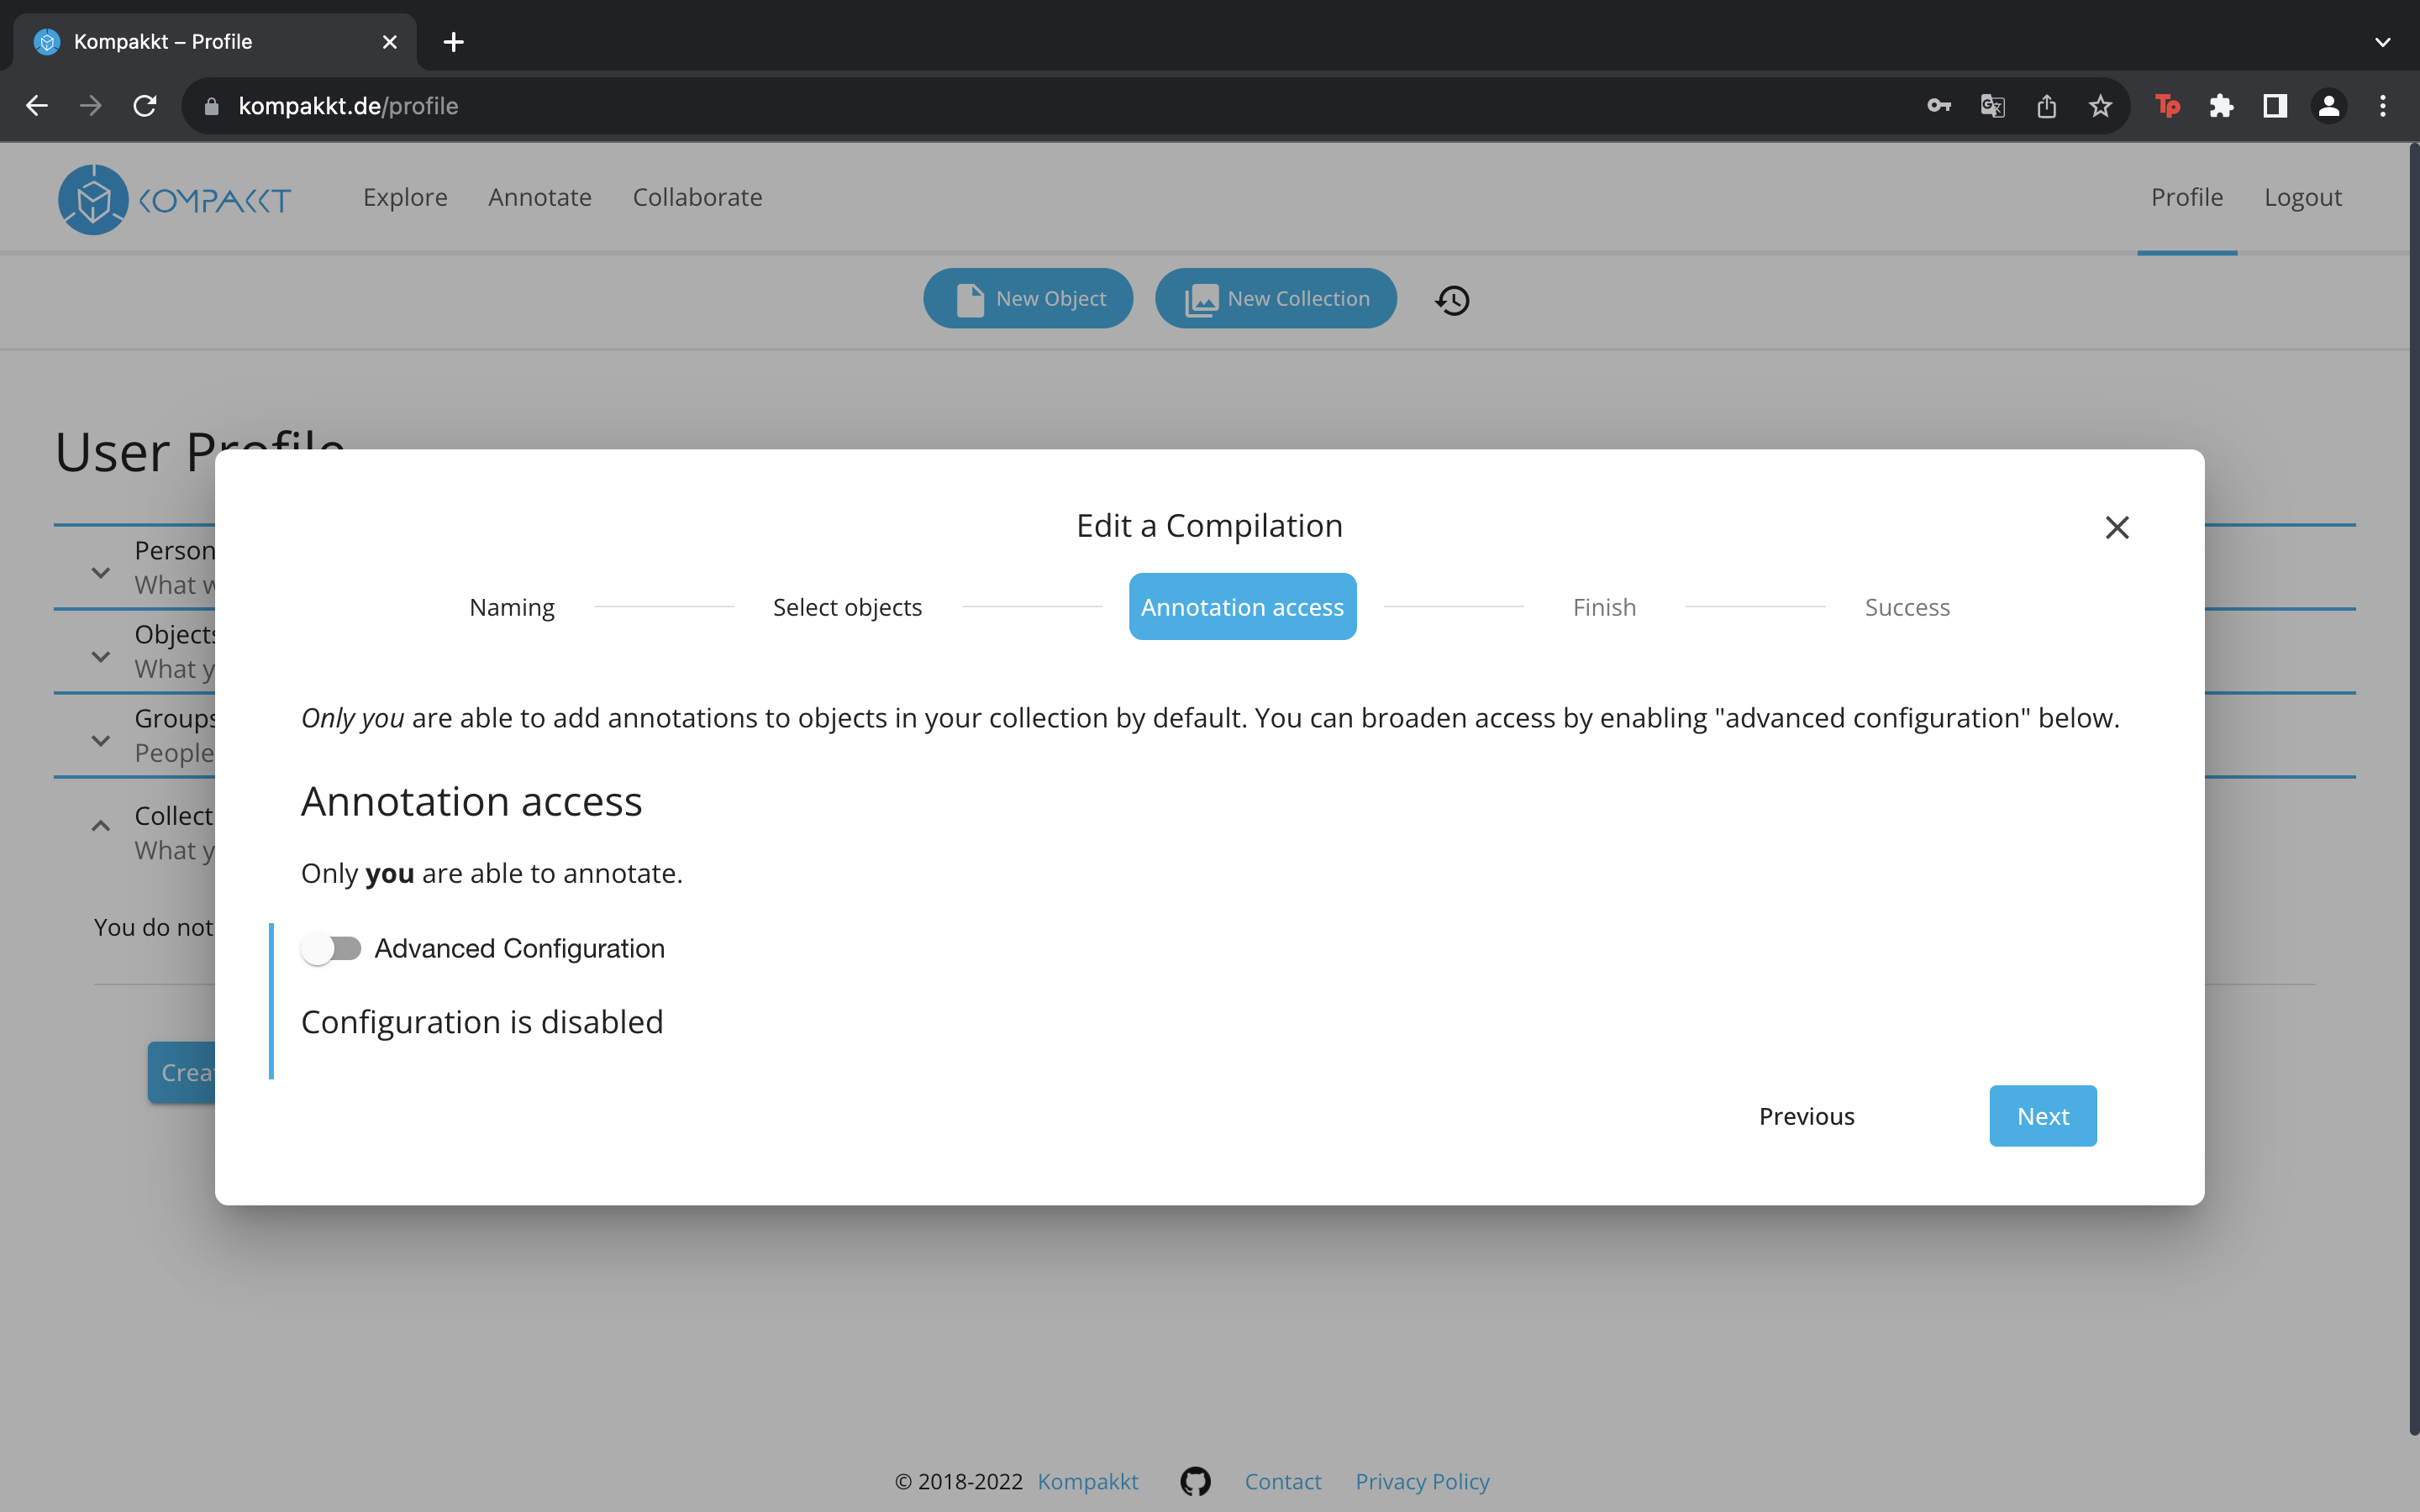 Kompakkt – Profile
kompakkt.de/profile
Tp
KOMPAKKT
Explore Annotate Collaborate
Profile Logout
New Object New Collection
User Profile
Edit a Compilation
Naming Select objects Annotation access Finish Success
Person
What w
Objects
What y
Groups
People
Collect
What y
You do not
Crea
Only you are able to add annotations to objects in your collection by default. You can broaden access by enabling "advanced configuration" below.
Annotation access
Only you are able to annotate.
Advanced Configuration
Configuration is disabled
Previous Next
© 2018-2022 Kompakkt Contact Privacy Policy